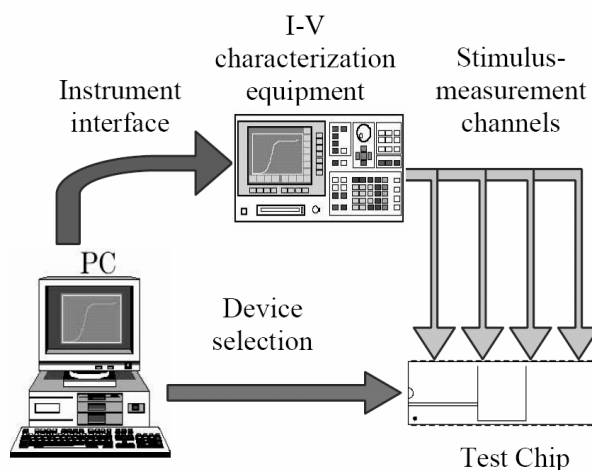 I-V
characterization
equipment
Stimulus-
measurement
channels
Instrument
interface
PC
Device
selection
Test Chip